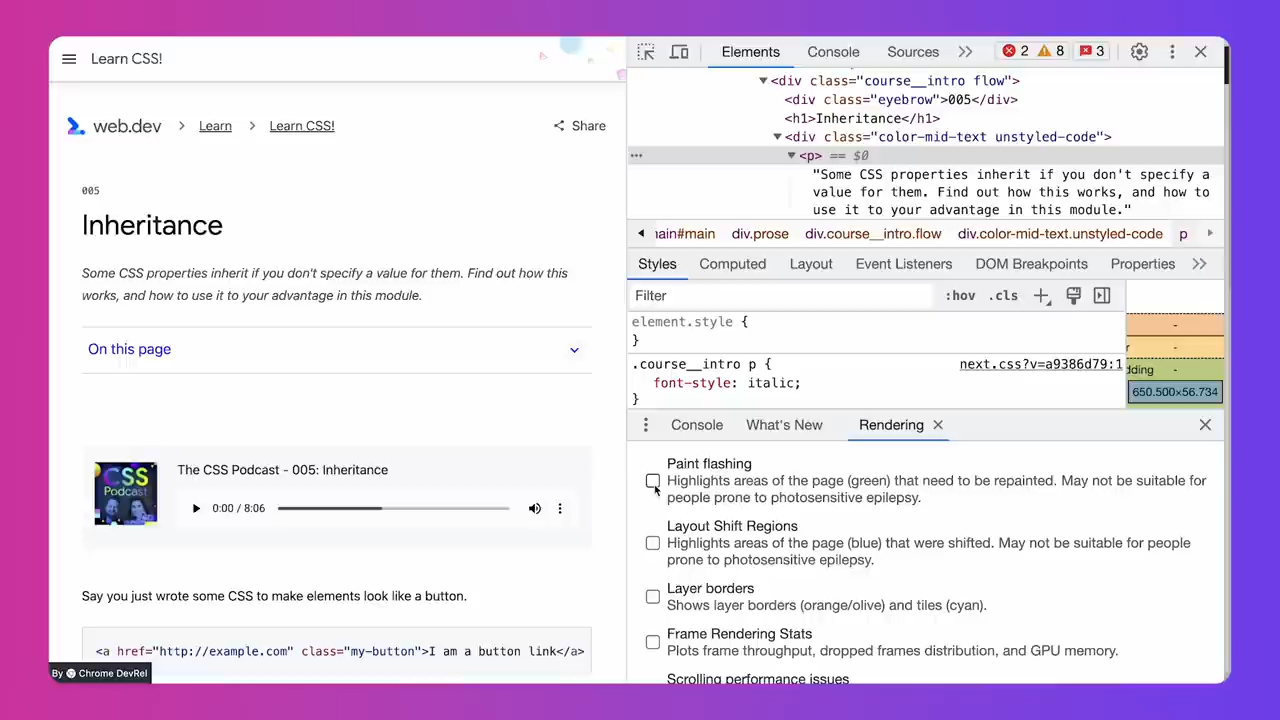 Learn CSS!
web.dev > Learn > Learn CSS!
Share
005
Inheritance
Some CSS properties inherit if you don't specify a value for them. Find out how this
works, and how to use it to your advantage in this module.
On this page
CSS
Podcast
The CSS Podcast - 005: Inheritance
0:00 / 8:06
Say you just wrote some CSS to make elements look like a button.
<a href="http://example.com" class="my-button">I am a button link</a>
By Chrome DevRel
Elements Console Sources 2 8 3
<div class="course__intro flow">
<div class="eyebrow">005</div>
<h1>Inheritance</h1>
<div class="color-mid-text unstyled-code">
<p> == $0
"Some CSS properties inherit if you don't specify a
value for them. Find out how this works, and how to
use it to your advantage in this module."
ain#main div.prose div.course__intro.flow div.color-mid-text.unstyled-code p
Styles Computed Layout Event Listeners DOM Breakpoints Properties
Filter :hov .cls
element.style {
}
.course__intro p { next.css?v=a9386d79:1
font-style: italic;
}
-
r -
dding -
650.500×56.734
Console What's New Rendering
Paint flashing
Highlights areas of the page (green) that need to be repainted. May not be suitable for
people prone to photosensitive epilepsy.
Layout Shift Regions
Highlights areas of the page (blue) that were shifted. May not be suitable for people
prone to photosensitive epilepsy.
Layer borders
Shows layer borders (orange/olive) and tiles (cyan).
Frame Rendering Stats
Plots frame throughput, dropped frames distribution, and GPU memory.
Scrolling performance issues